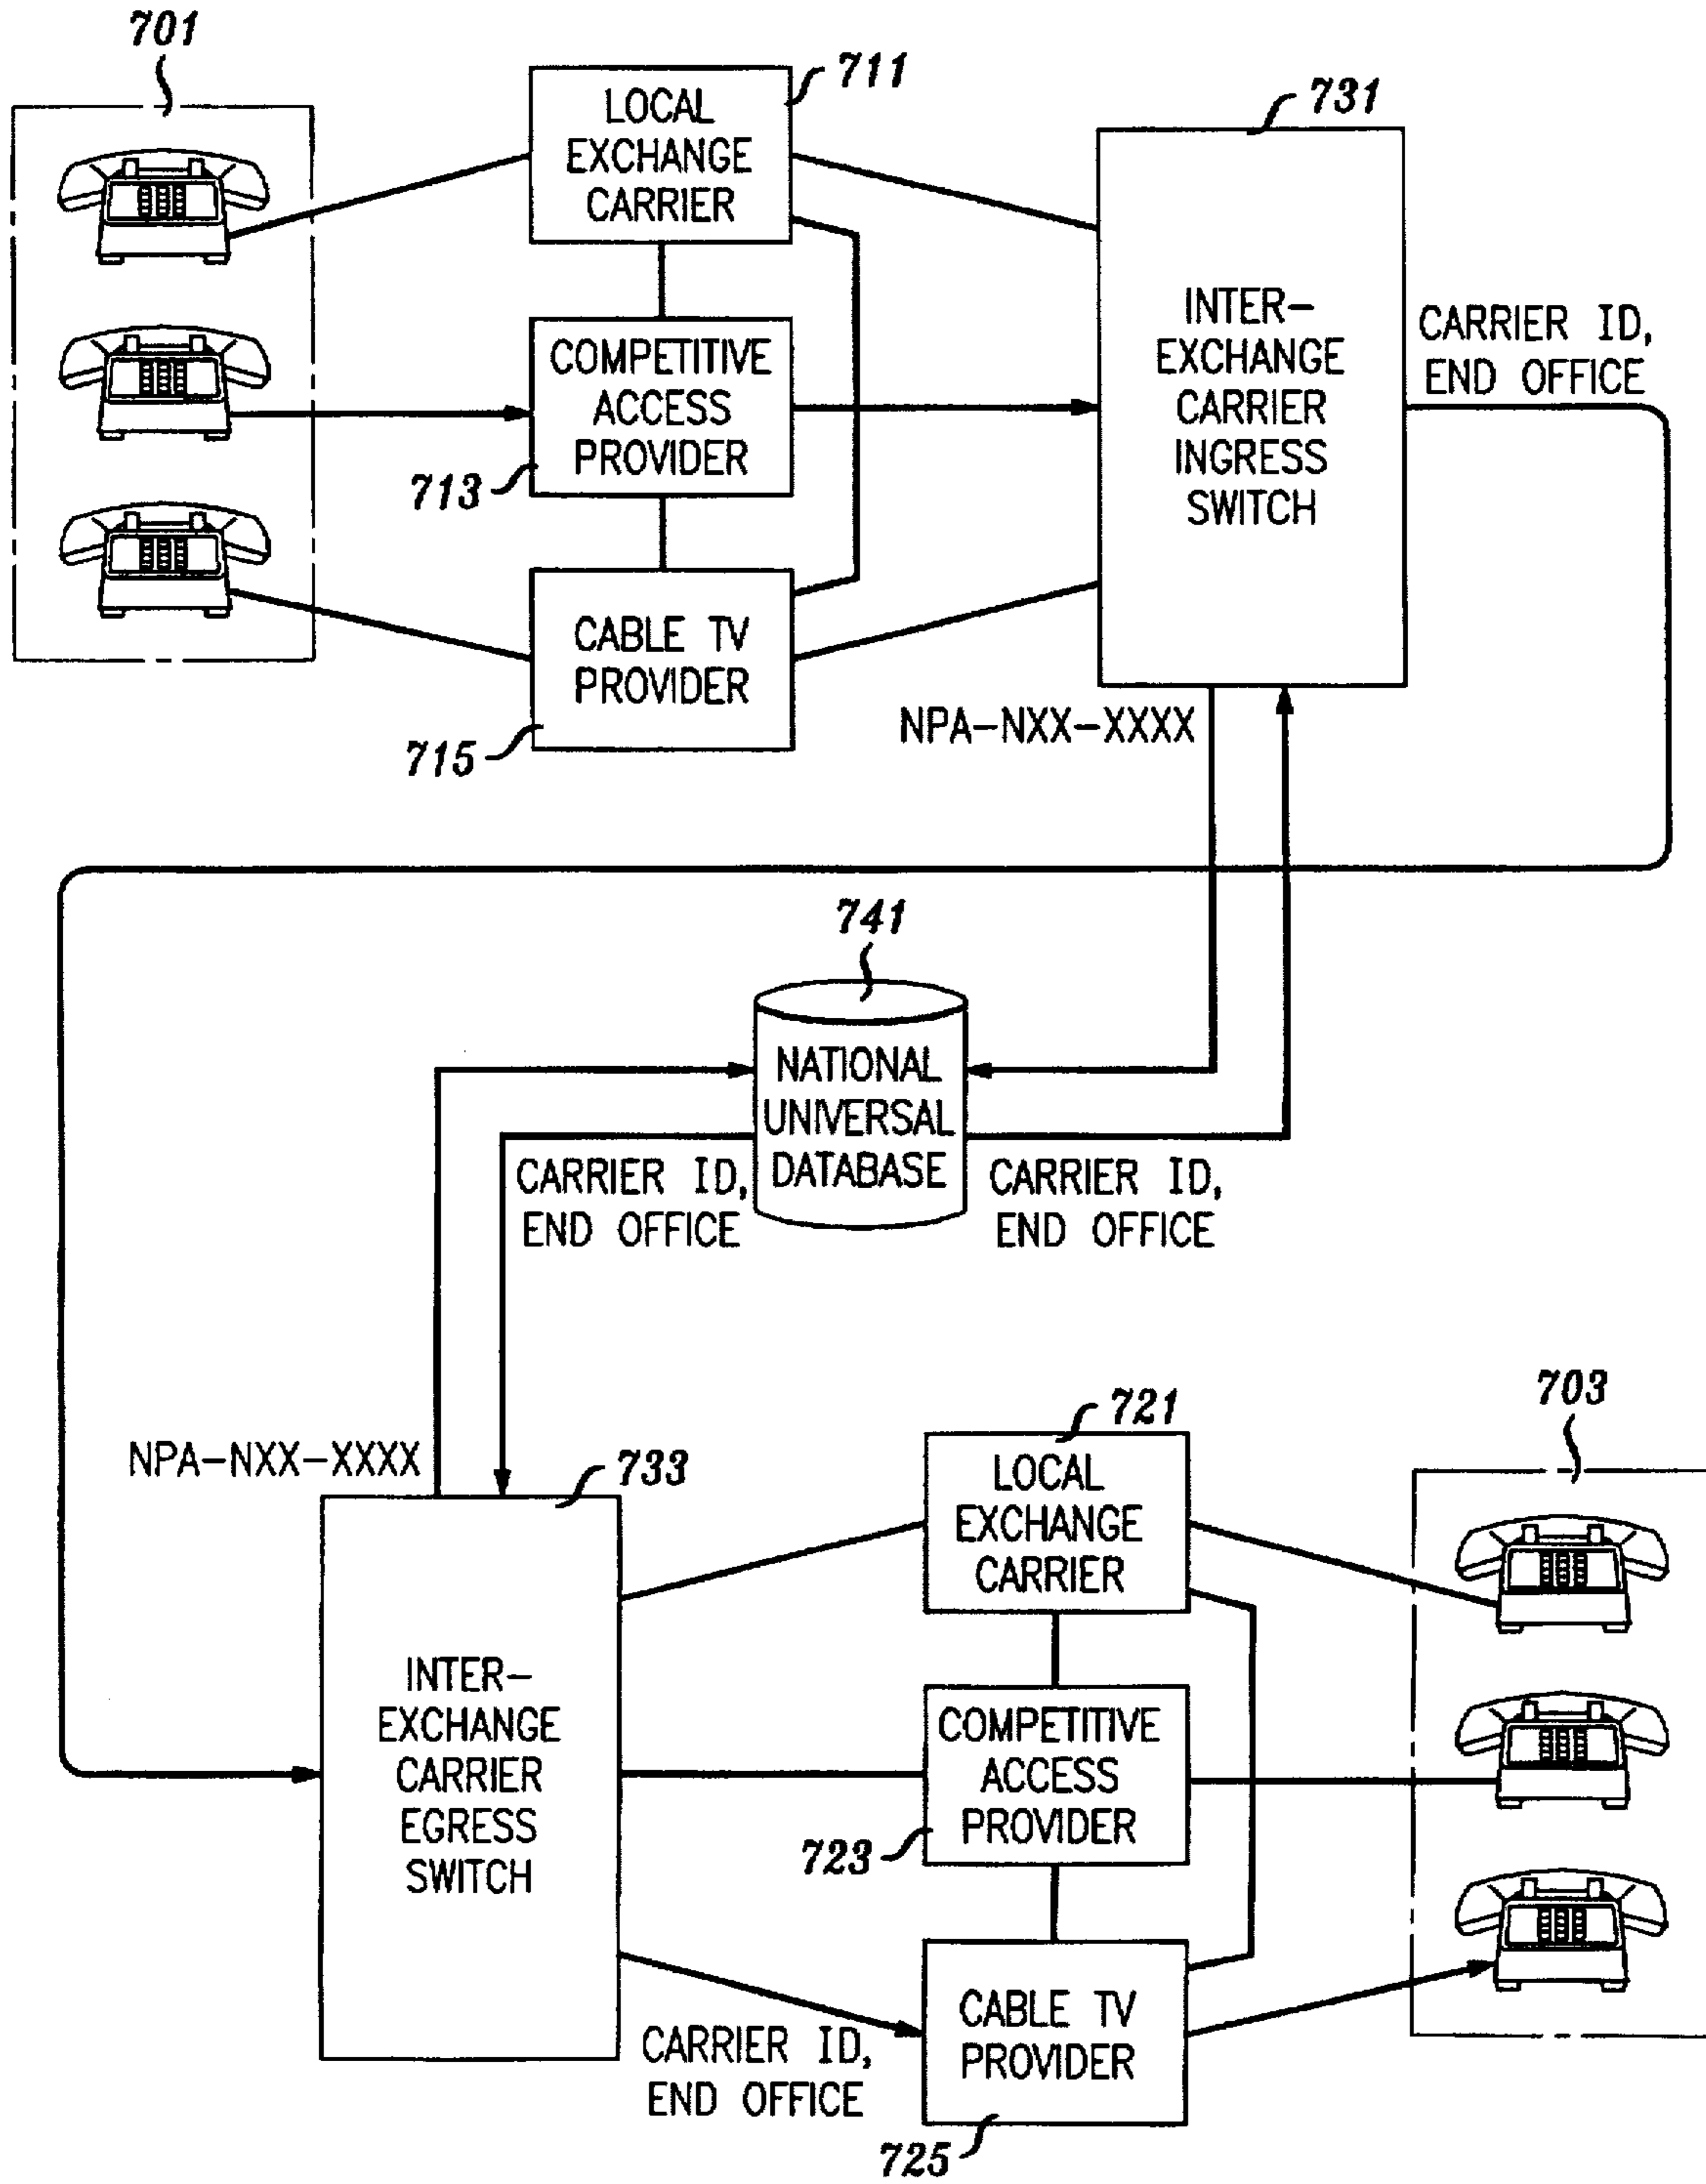 701
711
LOCAL
EXCHANGE
CARRIER
731
INTER-
EXCHANGE
CARRIER
INGRESS
SWITCH
CARRIER ID,
END OFFICE
COMPETITIVE
ACCESS
PROVIDER
713
CABLE TV
PROVIDER
715
NPA-NXX-XXXX
741
NATIONAL
UNIVERSAL
DATABASE
CARRIER ID,
END OFFICE
CARRIER ID,
END OFFICE
NPA-NXX-XXXX
733
INTER-
EXCHANGE
CARRIER
EGRESS
SWITCH
721
LOCAL
EXCHANGE
CARRIER
703
COMPETITIVE
ACCESS
PROVIDER
723
CABLE TV
PROVIDER
725
CARRIER ID,
END OFFICE